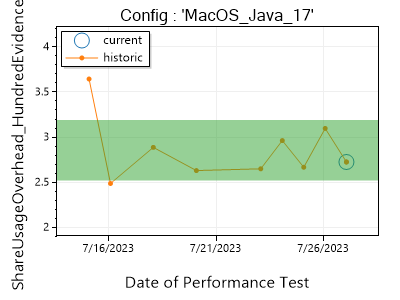 Config : 'MacOS_Java_17'
current
historic
ShareUsageOverhead_HundredEvidence
4
3.5
3
2.5
2
7/16/2023
7/21/2023
7/26/2023
Date of Performance Test